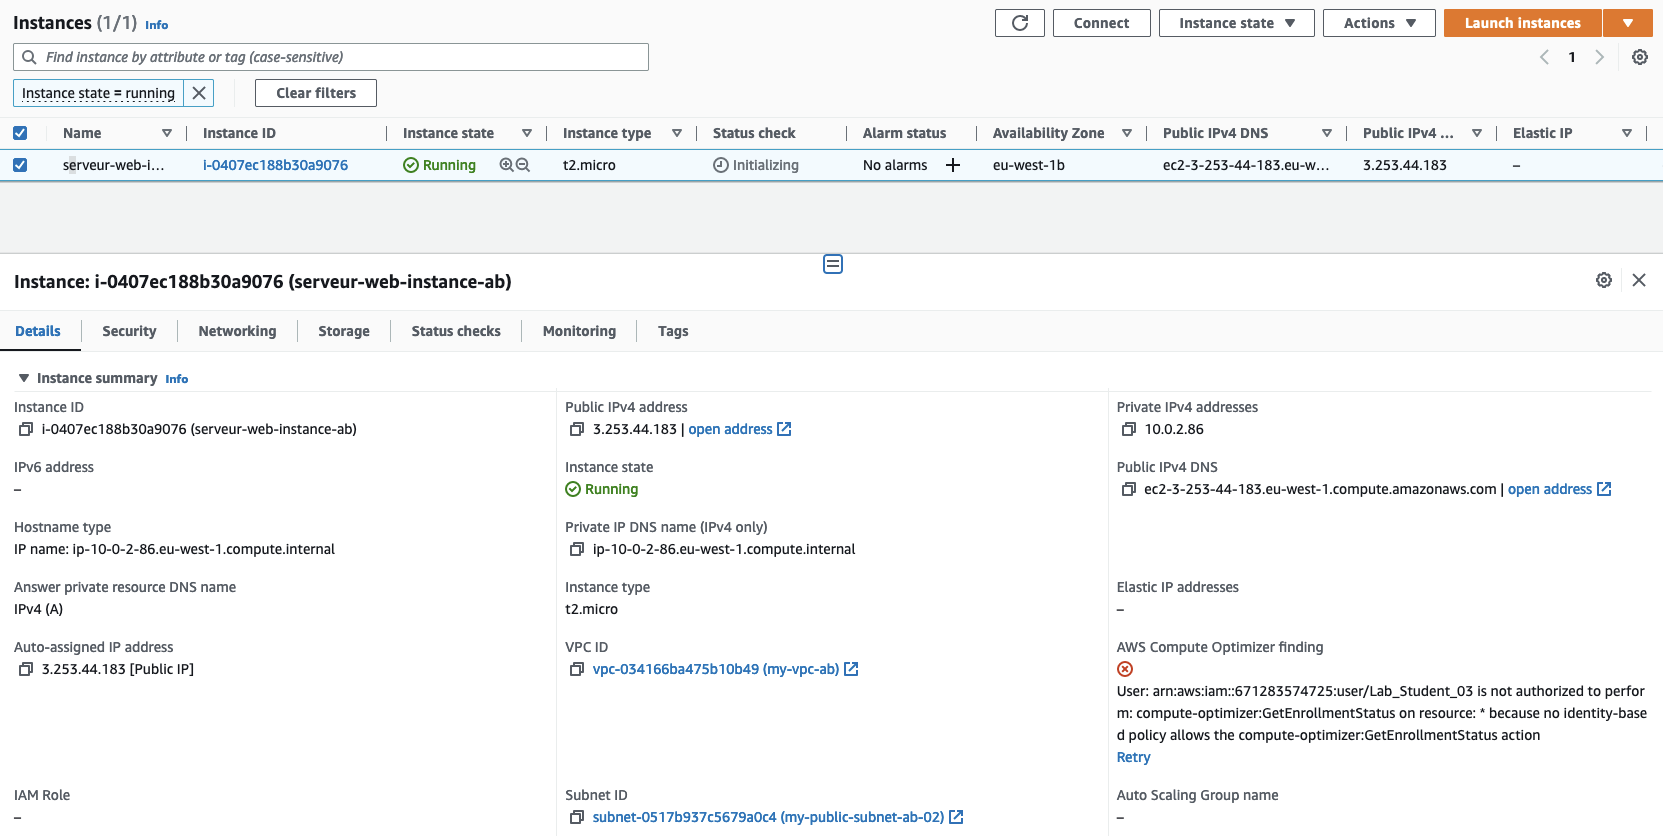 Instances (1/1) Info
Connect
Instance state
Actions
Launch instances
Find instance by attribute or tag (case-sensitive)
1
Instance state = running
Clear filters
Name Instance ID Instance state Instance type Status check Alarm status Availability Zone Public IPv4 DNS Public IPv4 ... Elastic IP
serveur-web-i... i-0407ec188b30a9076 Running t2.micro Initializing No alarms + eu-west-1b ec2-3-253-44-183.eu-w... 3.253.44.183 –
Instance: i-0407ec188b30a9076 (serveur-web-instance-ab)
Details Security Networking Storage Status checks Monitoring Tags
Instance summary Info
Instance ID
i-0407ec188b30a9076 (serveur-web-instance-ab)
Public IPv4 address
3.253.44.183 | open address
Private IPv4 addresses
10.0.2.86
IPv6 address
–
Instance state
Running
Public IPv4 DNS
ec2-3-253-44-183.eu-west-1.compute.amazonaws.com | open address
Hostname type
IP name: ip-10-0-2-86.eu-west-1.compute.internal
Private IP DNS name (IPv4 only)
ip-10-0-2-86.eu-west-1.compute.internal
Answer private resource DNS name
IPv4 (A)
Instance type
t2.micro
Elastic IP addresses
–
Auto-assigned IP address
3.253.44.183 [Public IP]
VPC ID
vpc-034166ba475b10b49 (my-vpc-ab)
AWS Compute Optimizer finding
User: arn:aws:iam::671283574725:user/Lab_Student_03 is not authorized to perfor
m: compute-optimizer:GetEnrollmentStatus on resource: * because no identity-base
d policy allows the compute-optimizer:GetEnrollmentStatus action
Retry
IAM Role
–
Subnet ID
subnet-0517b937c5679a0c4 (my-public-subnet-ab-02)
Auto Scaling Group name
–